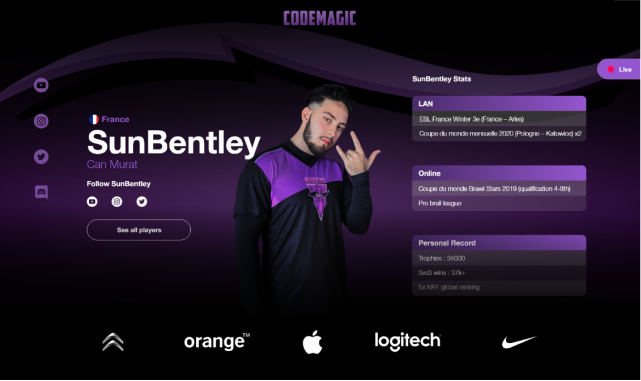 CODEMAGIC
Live
France
SunBentley
Can Murat
Follow SunBentley
See all players
SunBentley Stats
LAN
ESL France Winter 3e (France – Arles)
Coupe du monde mensuelle 2020 (Pologne – Katowice) x2
Online
Coupe du monde Brawl Stars 2019 (qualification 4-8th)
Pro brall league
Personal Record
Trophies : 34000
3vs3 wins : 37k+
5x NR1 global ranking
orange™
logitech